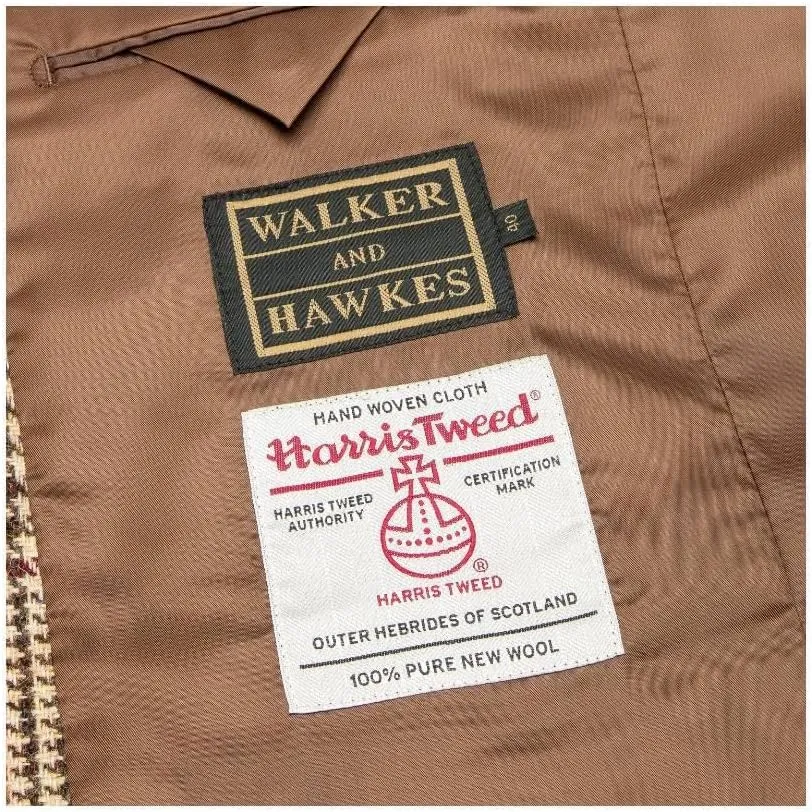 WALKER
AND
HAWKES
40
HAND WOVEN CLOTH
Harris Tweed®
HARRIS TWEED
AUTHORITY
CERTIFICATION
MARK
®
HARRIS TWEED
OUTER HEBRIDES OF SCOTLAND
100% PURE NEW WOOL